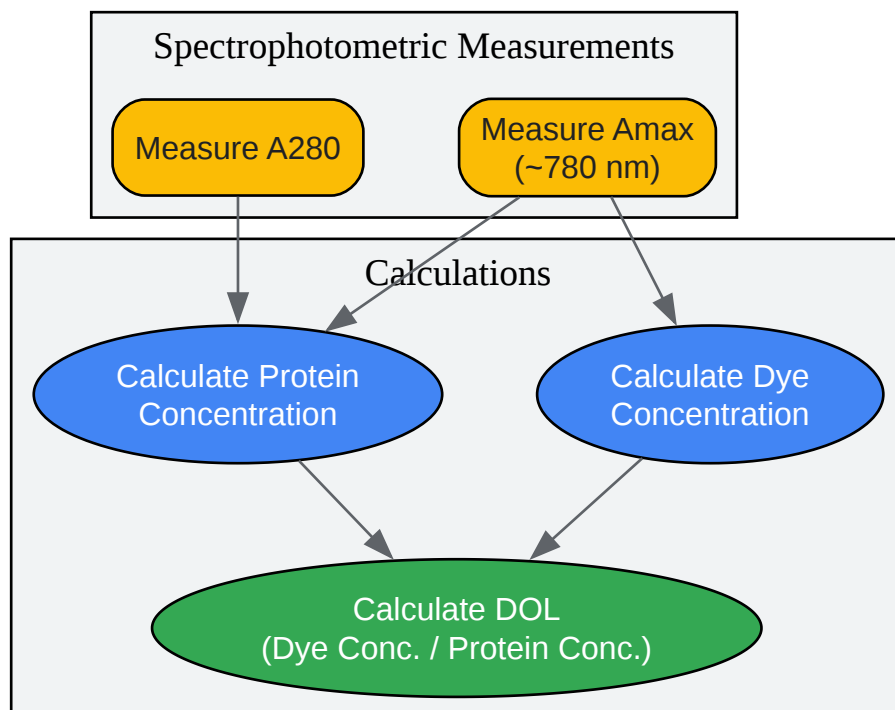 Spectrophotometric Measurements
Measure A280
Measure Amax
(~780 nm)
Calculations
Calculate Protein
Concentration
Calculate Dye
Concentration
Calculate DOL
(Dye Conc. / Protein Conc.)